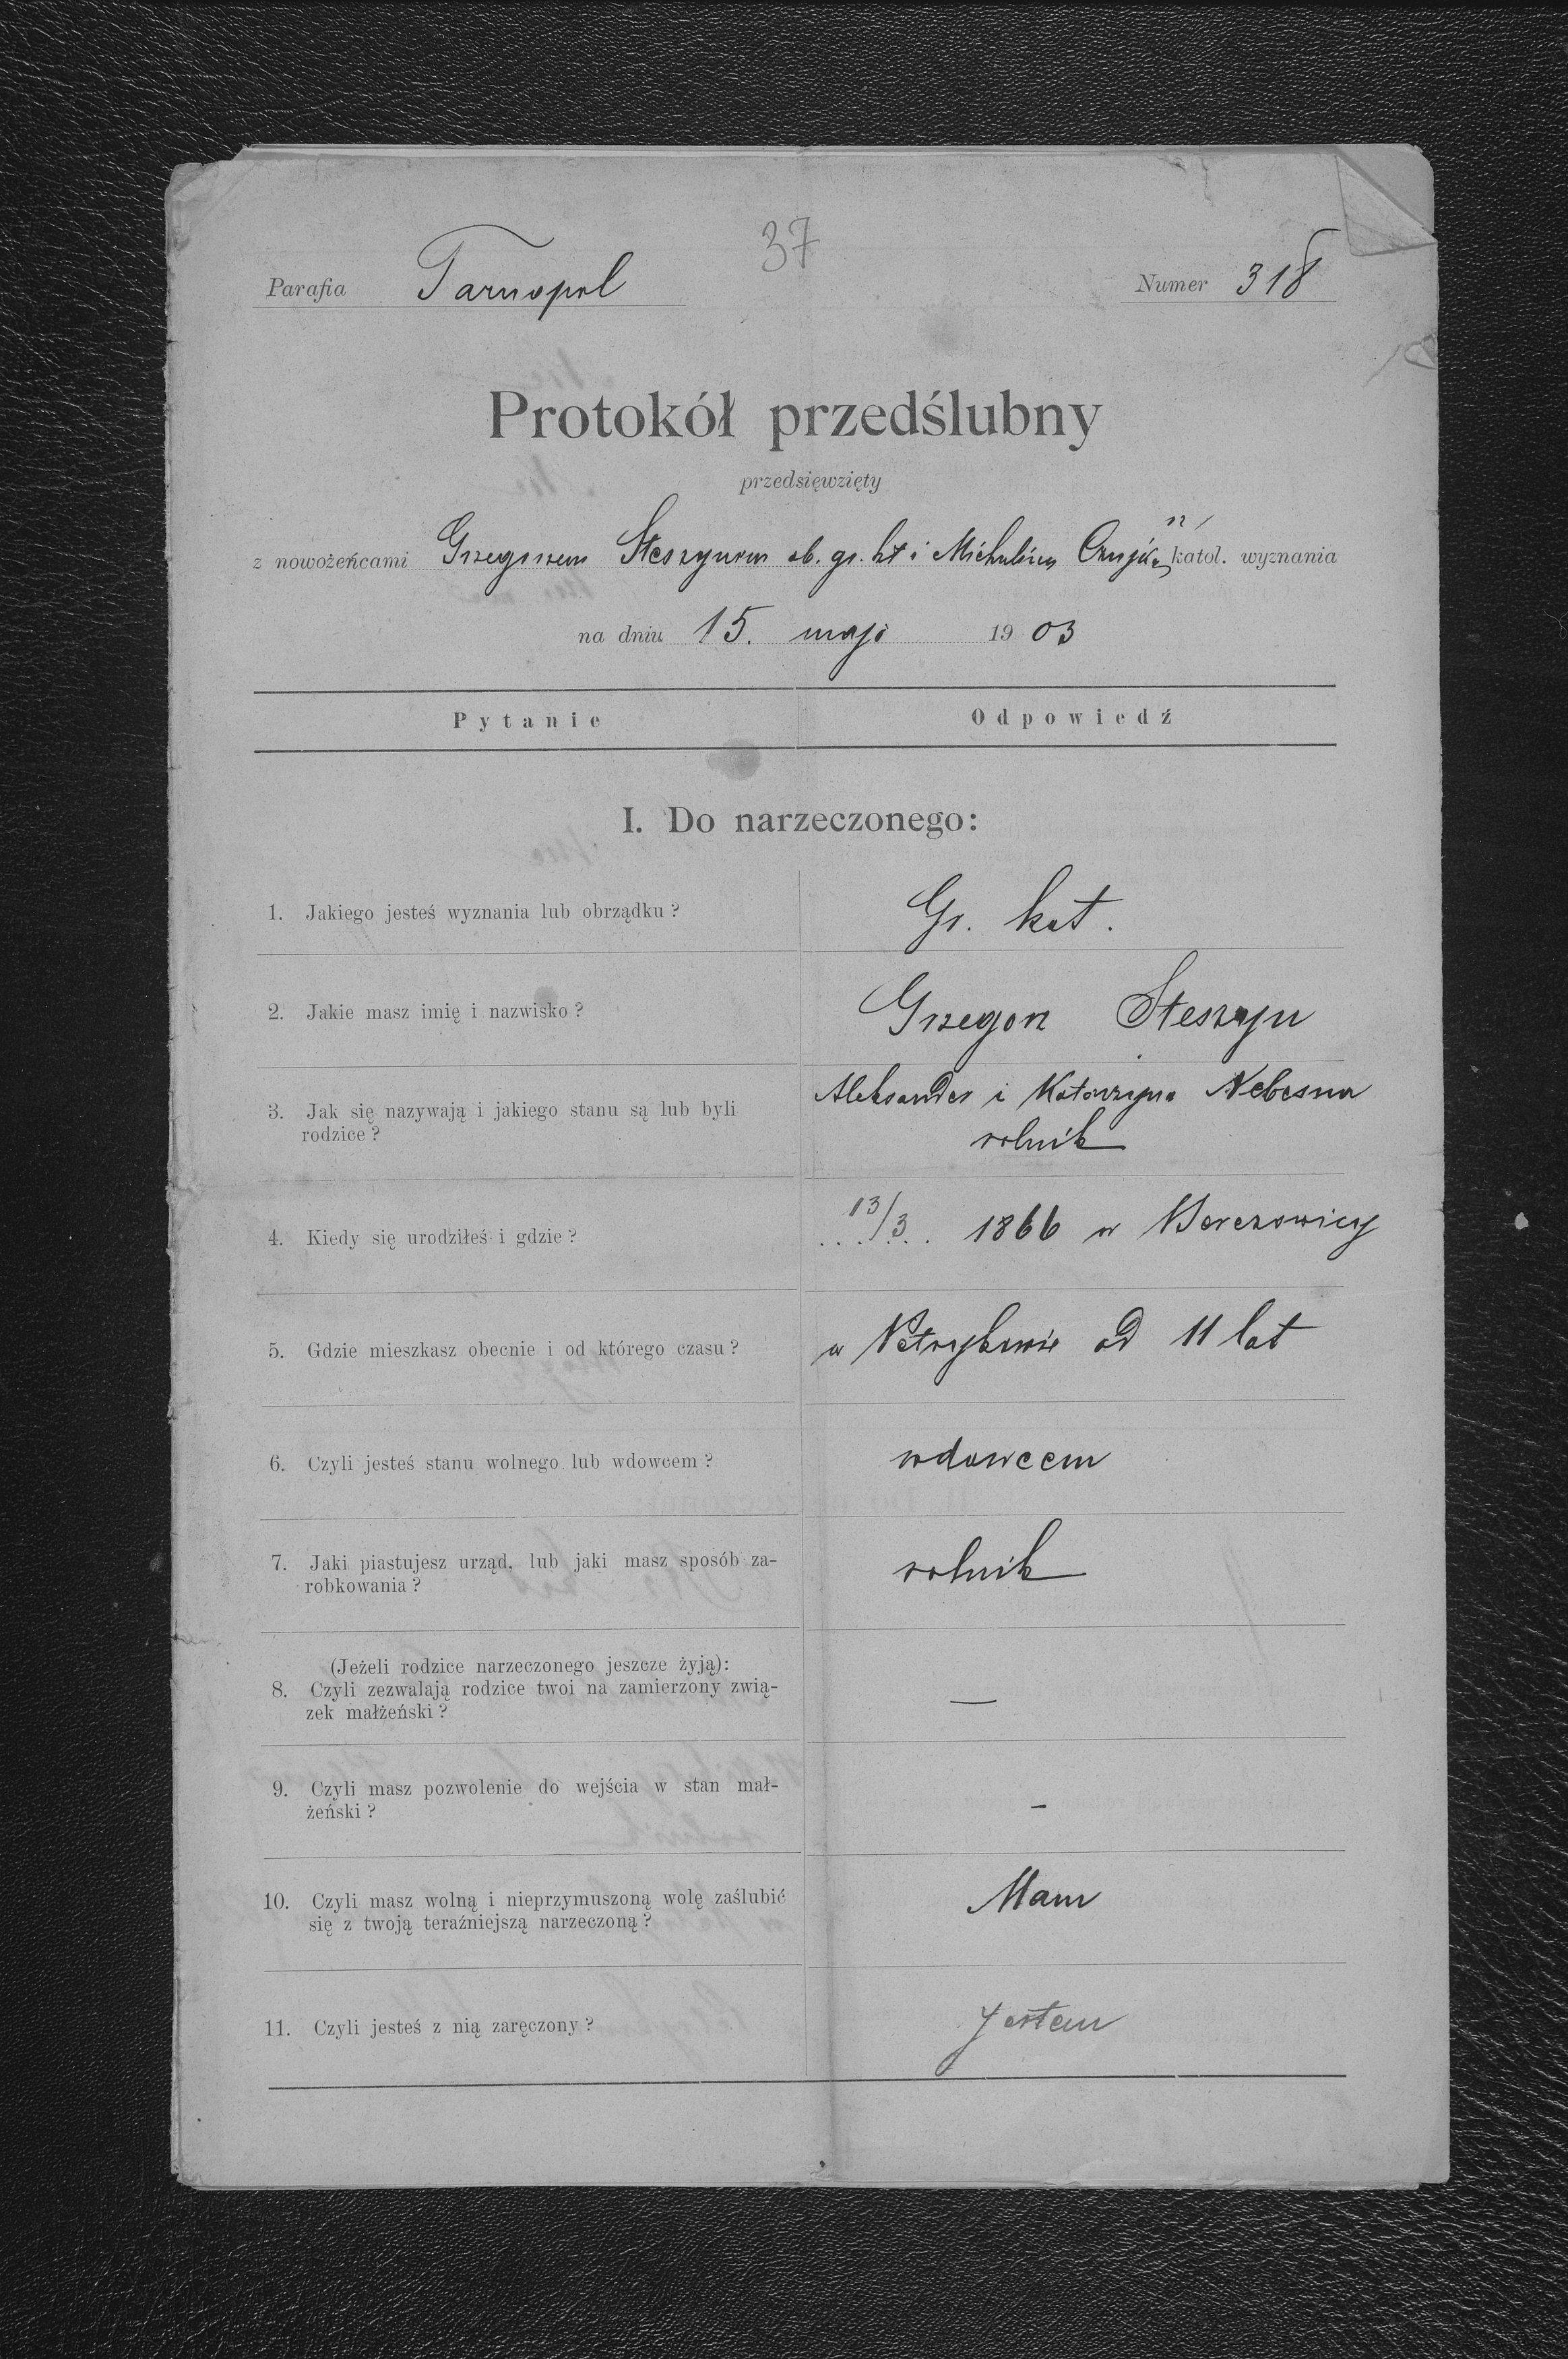 37
Parafia Tarnopol Numer 318
Protokół przedślubny
przedsięwzięty
z nowożeńcami Grzegorzem Steszynem ob. gr. kt i katol. wyznania
na dniu 15. maja 1903
Pytanie Odpowiedź
I. Do narzeczonego:
1. Jakiego jesteś wyznania lub obrządku? Gr. kat.
2. Jakie masz imię i nazwisko? Grzegorz Steszyn
3. Jak się nazywają i jakiego stanu są lub byli Aleksander i Katarzyna Nebesna
rodzice? rolnik
4. Kiedy się urodziłeś i gdzie? 13/3 1866 w Berezowicy
5. Gdzie mieszkasz obecnie i od którego czasu? w Petrykowie od 11 lat
6. Czyli jesteś stanu wolnego lub wdowcem? wdowcem
7. Jaki piastujesz urząd, lub jaki masz sposób za-
robkowania? rolnik
(Jeżeli rodzice narzeczonego jeszcze żyją):
8. Czyli zezwalają rodzice twoi na zamierzony zwią- —
zek małżeński?
9. Czyli masz pozwolenie do wejścia w stan mał- -
żeński?
10. Czyli masz wolną i nieprzymuszoną wolę zaślubić Mam
się z twoją teraźniejszą narzeczoną?
11. Czyli jesteś z nią zaręczony? Jestem